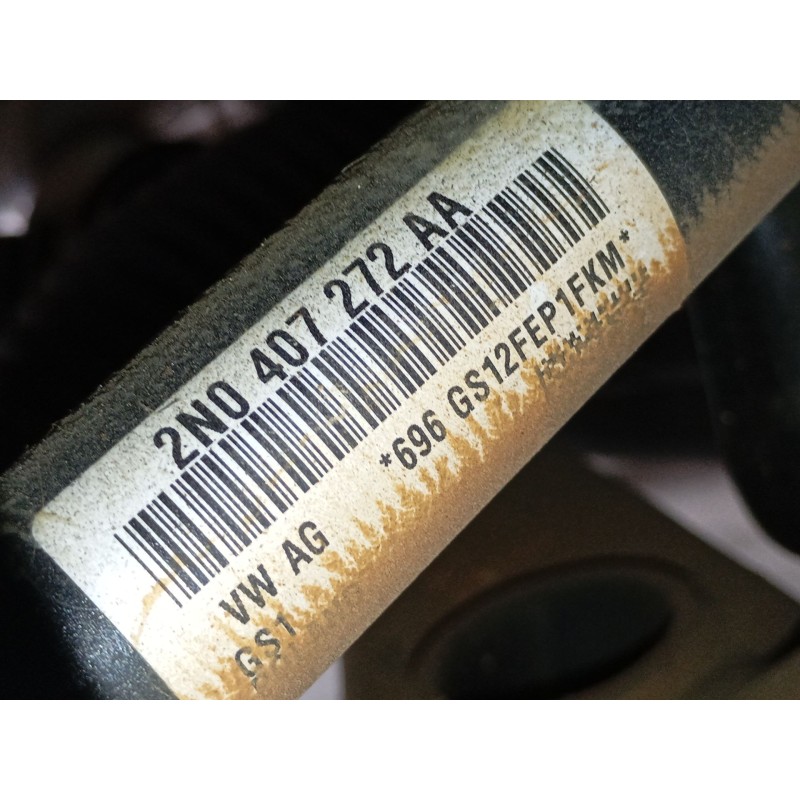 2N0 407 272 AA
*696 GS12FEP1FKM*
VW AG
GS1